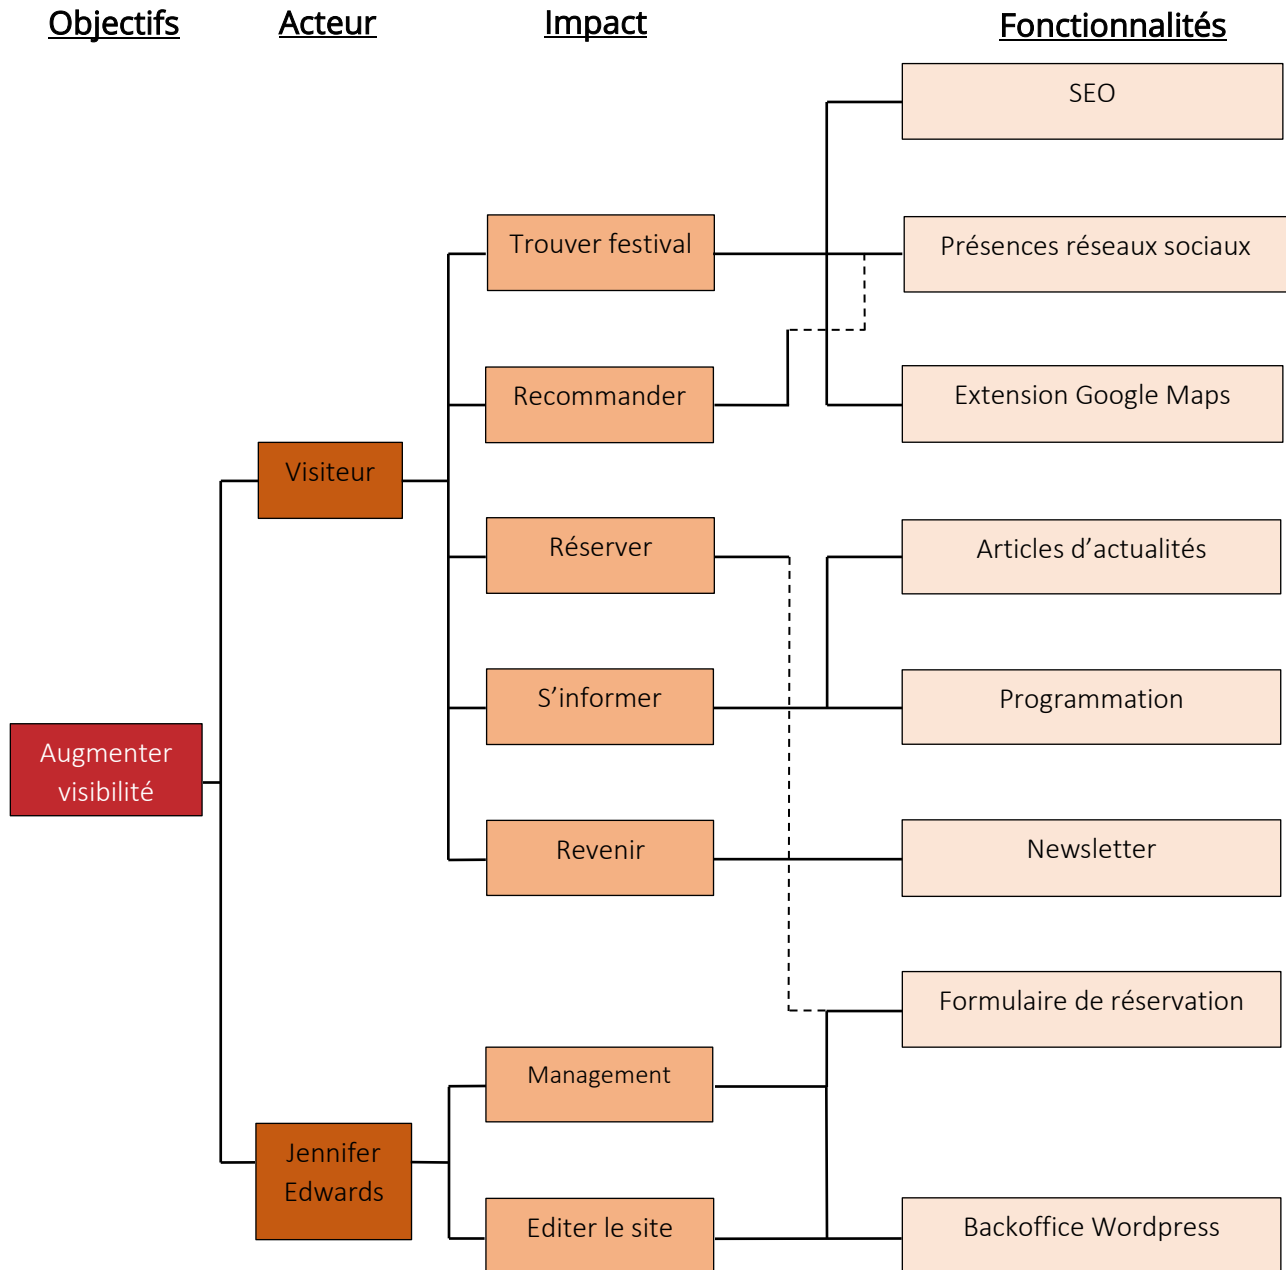 Objectifs
Acteur
Impact
Fonctionnalités
SEO
Trouver festival
Présences réseaux sociaux
Recommander
Extension Google Maps
Visiteur
Réserver
Articles d’actualités
S’informer
Programmation
Augmenter
visibilité
Revenir
Newsletter
Formulaire de réservation
Management
Jennifer
Edwards
Editer le site
Backoffice Wordpress